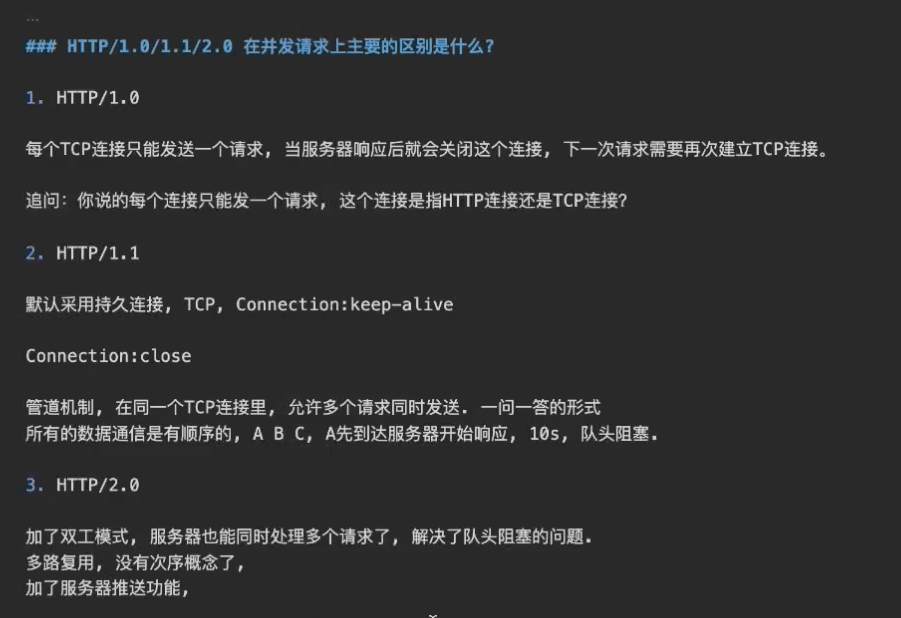 ...
### HTTP/1.0/1.1/2.0 在并发请求上主要的区别是什么?
1. HTTP/1.0
每个TCP连接只能发送一个请求, 当服务器响应后就会关闭这个连接, 下一次请求需要再次建立TCP连接。
追问: 你说的每个连接只能发一个请求, 这个连接是指HTTP连接还是TCP连接?
2. HTTP/1.1
默认采用持久连接, TCP, Connection:keep-alive
Connection:close
管道机制, 在同一个TCP连接里, 允许多个请求同时发送. 一问一答的形式
所有的数据通信是有顺序的, A B C, A先到达服务器开始响应, 10s, 队头阻塞.
3. HTTP/2.0
加了双工模式, 服务器也能同时处理多个请求了, 解决了队头阻塞的问题.
多路复用, 没有次序概念了,
加了服务器推送功能,